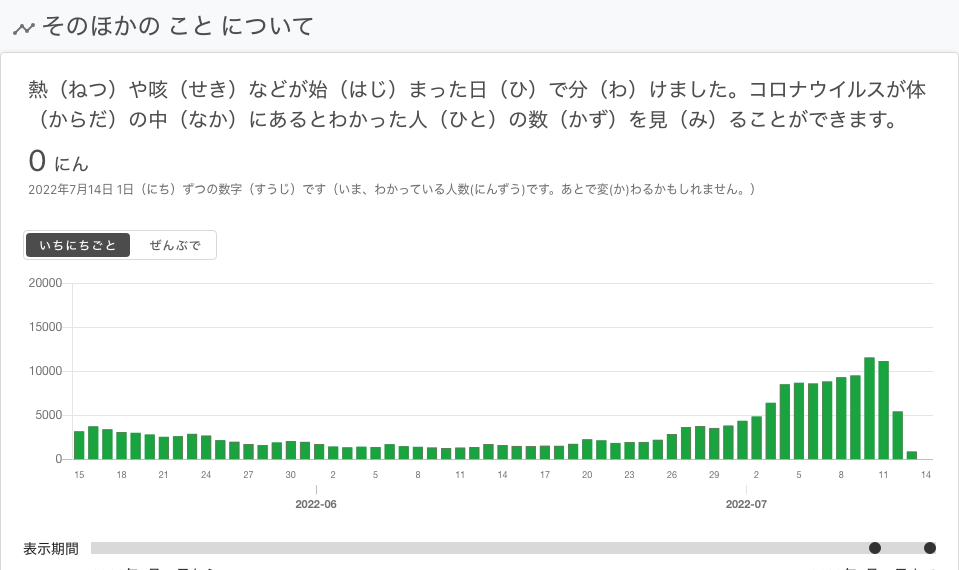 そのほかの こと について
熱（ねつ）や咳（せき）などが始（はじ）まった日（ひ）で分（わ）けました。コロナウイルスが体
（からだ）の中（なか）にあるとわかった人（ひと）の数（かず）を見（み）ることができます。
0 にん
2022年7月14日 1日（にち）ずつの数字（すうじ）です（いま、わかっている人数(にんずう)です。あとで変(か)わるかもしれません。）
いちにちごと ぜんぶで
20000
15000
10000
5000
0
15 18 21 24 27 30 2 5 8 11 14 17 20 23 26 29 2 5 8 11 14
2022-06 2022-07
表示期間